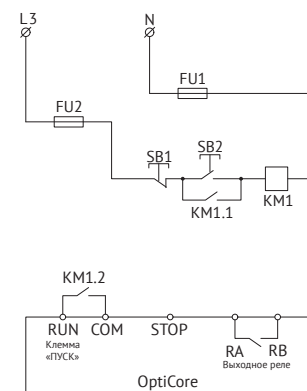 L3 N
FU1
FU2
SB1 SB2
KM1
KM1.1
KM1.2
RUN COM STOP RA RB
Клемма
«ПУСК»
Выходное реле
OptiCore